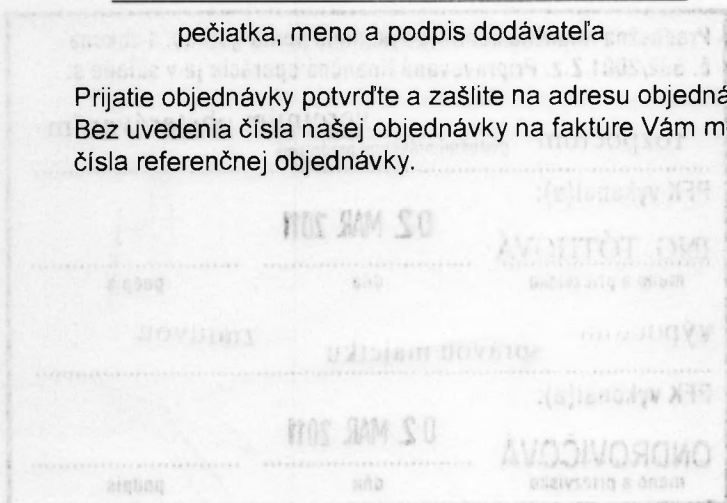 pečiatka, meno a podpis dodávateľa
Prijatie objednávky potvrďte a zašlite na adresu objedná
Bez uvedenia čísla našej objednávky na faktúre Vám m
čísla referenčnej objednávky.
PFK vykonal(a):
02 MAR 2011
ING. TÓTHOVÁ
meno a priezvisko dňa podpis
správou majetku zmluvou
PFK vykonal(a):
02 MAR 2011
ONDROVIČOVÁ
meno a priezvisko dňa podpis